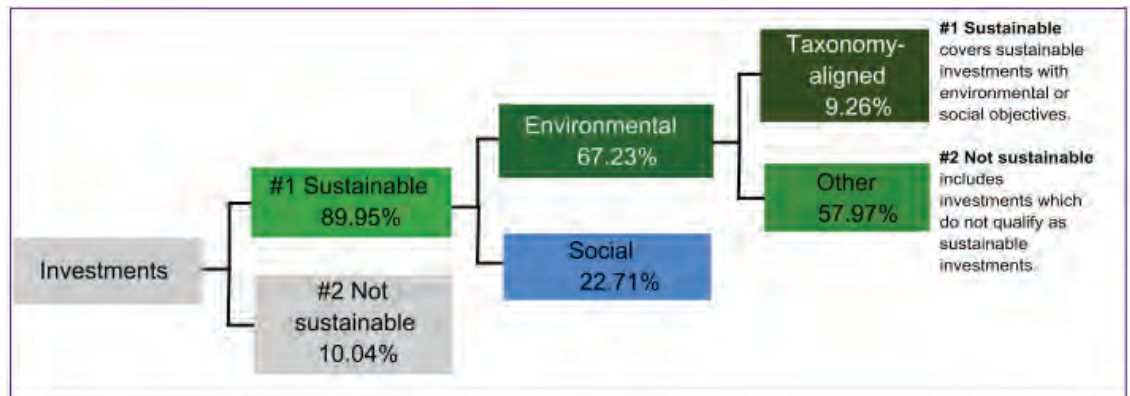 Investments
#1 Sustainable
89.95%
#2 Not
sustainable
10.04%
Environmental
67.23%
Social
22.71%
Taxonomy-
aligned
9.26%
Other
57.97%
#1 Sustainable
covers sustainable
investments with
environmental or
social objectives.
#2 Not sustainable
includes
investments which
do not qualify as
sustainable
investments.